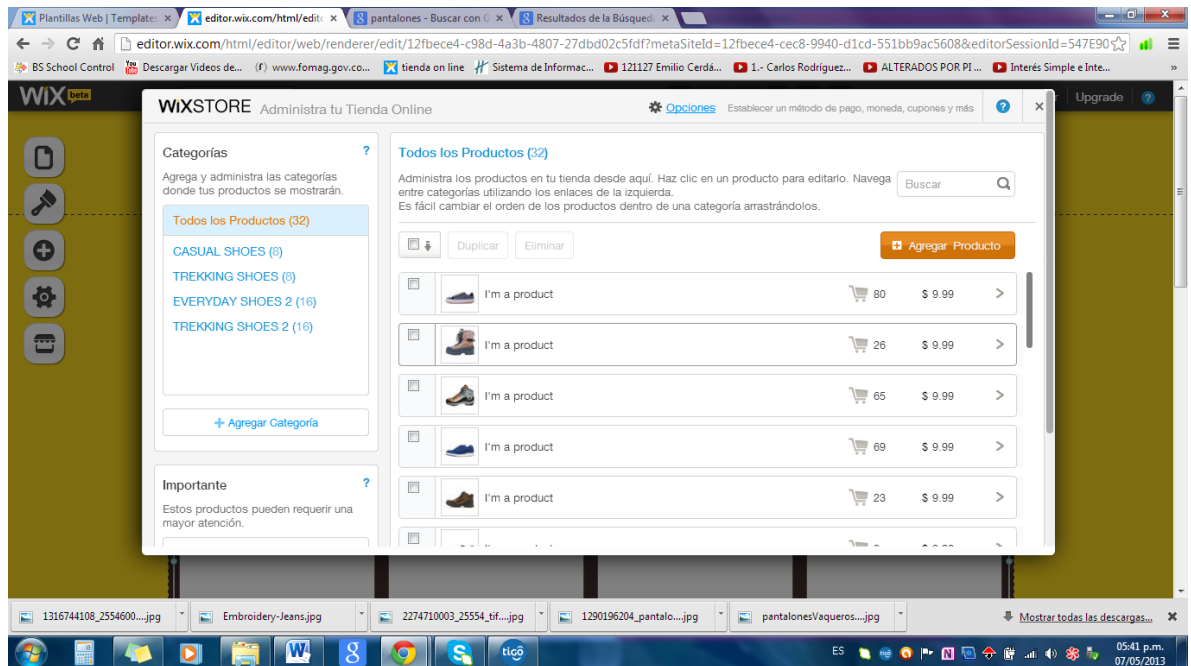 Plantillas Web | Templates
editor.wix.com/html/edito
pantalones - Buscar con G
Resultados de la Búsqueda
editor.wix.com/html/editor/web/renderer/edit/12fbece4-c98d-4a3b-4807-27dbd02c5fdf?metaSiteId=12fbece4-cec8-9940-d1cd-551bb9ac5608&editorSessionId=547E90
BS School Control
Descargar Videos de...
www.fomag.gov.co...
tienda on line
Sistema de Informac...
121127 Emilio Cerdá...
1.- Carlos Rodríguez...
ALTERADOS POR PI ...
Interés Simple e Inte...
»
WiX beta
Upgrade
?
WiXSTORE Administra tu Tienda Online
Opciones Establecer un método de pago, moneda, cupones y más
?
Categorías ?
Agrega y administra las categorías
donde tus productos se mostrarán.
Todos los Productos (32)
CASUAL SHOES (8)
TREKKING SHOES (8)
EVERYDAY SHOES 2 (16)
TREKKING SHOES 2 (16)
+ Agregar Categoría
Importante ?
Estos productos pueden requerir una
mayor atención.
Todos los Productos (32)
Administra los productos en tu tienda desde aquí. Haz clic en un producto para editarlo. Navega
entre categorías utilizando los enlaces de la izquierda.
Es fácil cambiar el orden de los productos dentro de una categoría arrastrándolos.
Buscar
Duplicar
Eliminar
Agregar Producto
I'm a product 80 $ 9.99 >
I'm a product 26 $ 9.99 >
I'm a product 65 $ 9.99 >
I'm a product 69 $ 9.99 >
I'm a product 23 $ 9.99 >
1316744108_2554600....jpg
Embroidery-Jeans.jpg
2274710003_25554_tif....jpg
1290196204_pantalo....jpg
pantalonesVaqueros....jpg
Mostrar todas las descargas...
tigo
ES
05:41 p.m.
07/05/2013